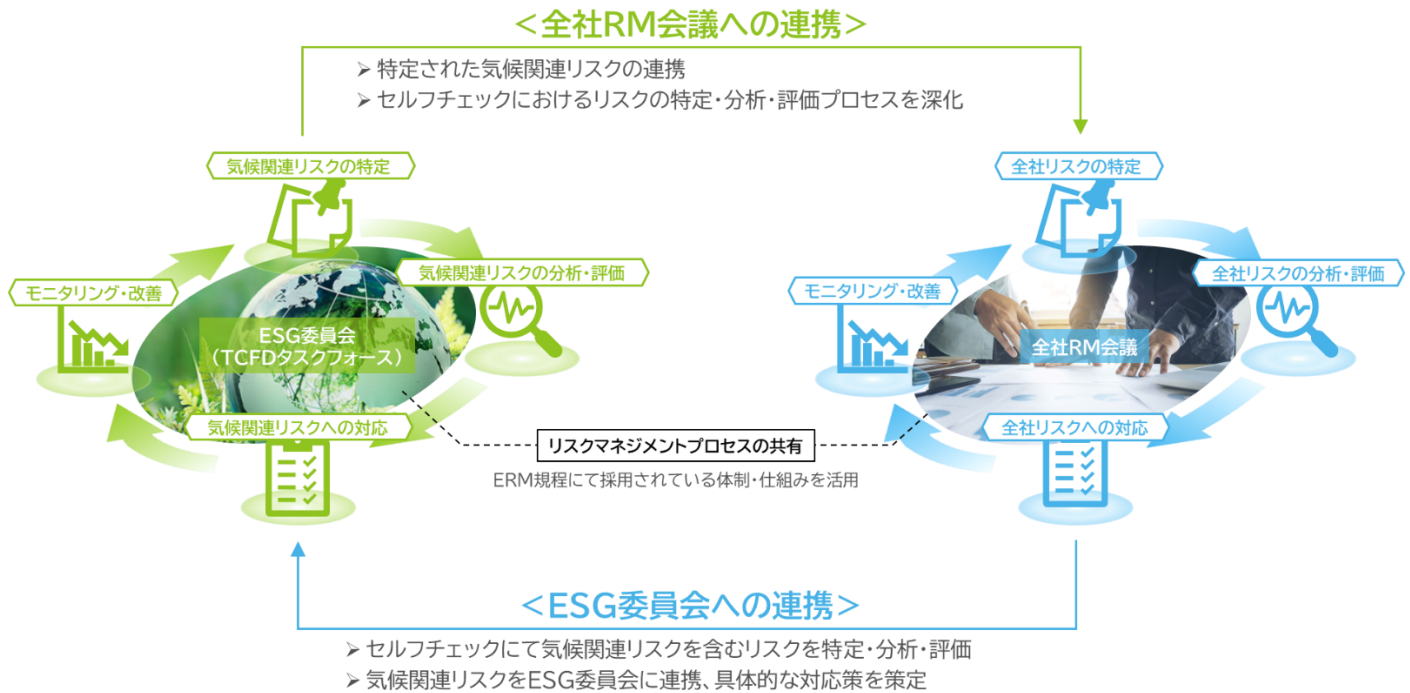 ＜全社RM会議への連携＞
➢ 特定された気候関連リスクの連携
➢ セルフチェックにおけるリスクの特定・分析・評価プロセスを深化
気候関連リスクの特定
気候関連リスクの分析・評価
モニタリング・改善
ESG委員会
（TCFDタスクフォース）
気候関連リスクへの対応
全社リスクの特定
全社リスクの分析・評価
モニタリング・改善
全社RM会議
全社リスクへの対応
リスクマネジメントプロセスの共有
ERM規程にて採用されている体制・仕組みを活用
＜ESG委員会への連携＞
➢ セルフチェックにて気候関連リスクを含むリスクを特定・分析・評価
➢ 気候関連リスクをESG委員会に連携、具体的な対応策を策定